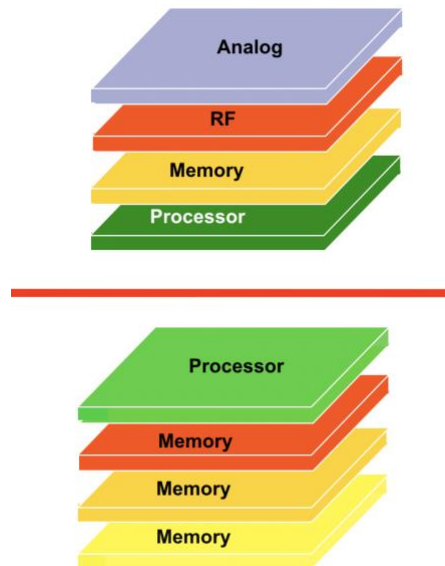 Analog
RF
Memory
Processor
Processor
Memory
Memory
Memory